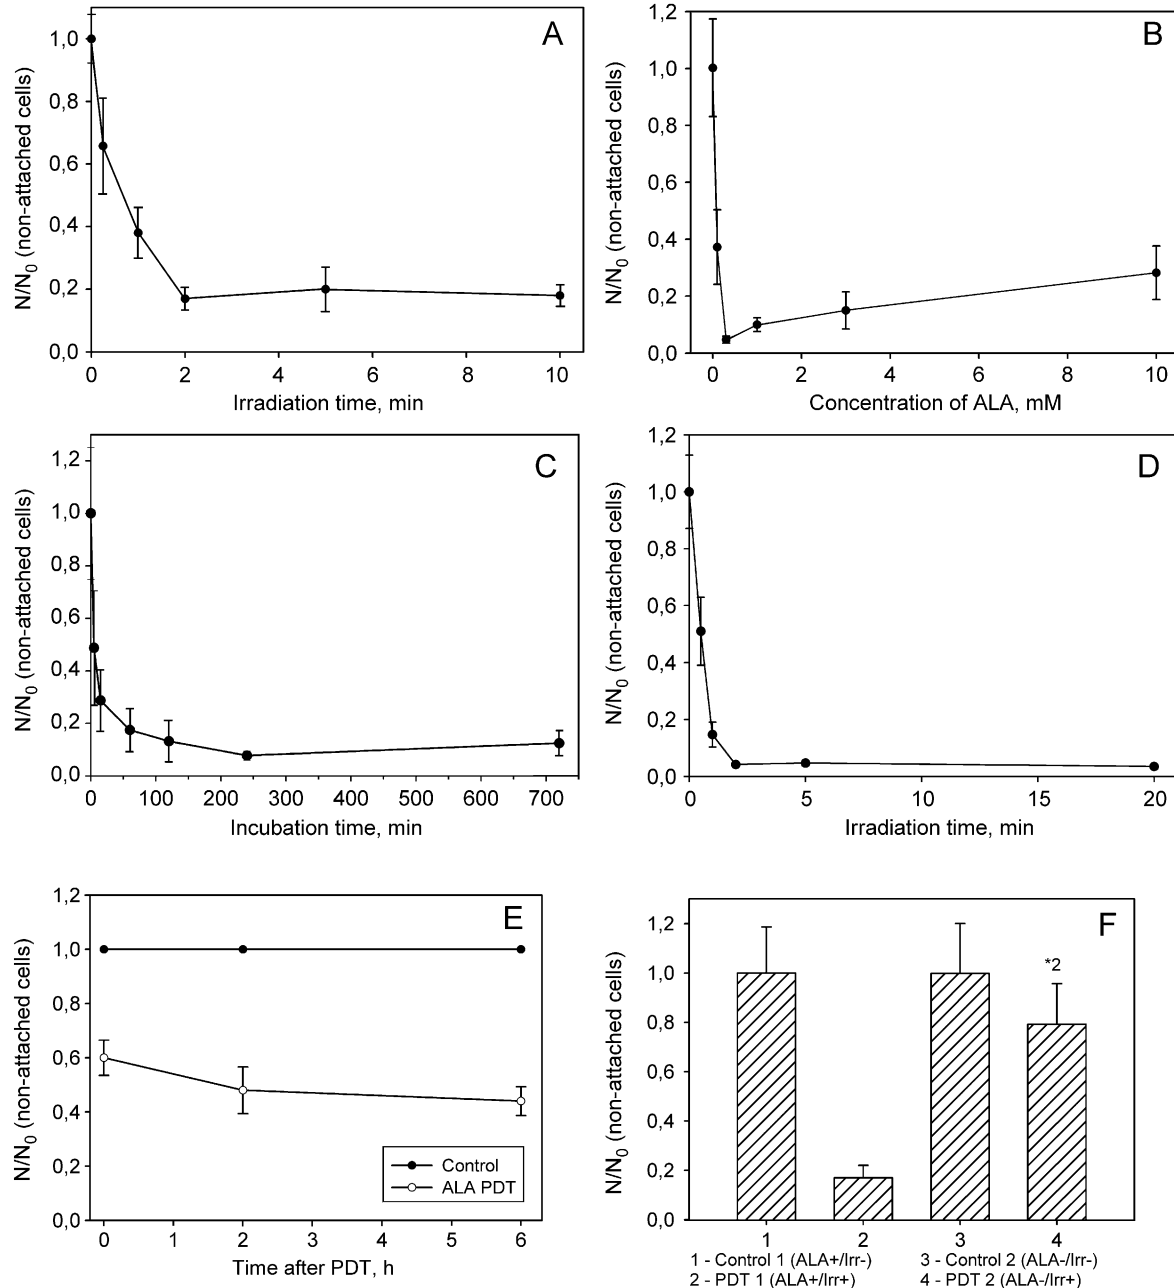 A
N/N0 (non-attached cells)
1,0
0,8
0,6
0,4
0,2
0,0
0 2 4 6 8 10
Irradiation time, min
B
N/N0 (non-attached cells)
1,2
1,0
0,8
0,6
0,4
0,2
0,0
0 2 4 6 8 10
Concentration of ALA, mM
C
N/N0 (non-attached cells)
1,2
1,0
0,8
0,6
0,4
0,2
0,0
0 100 200 300 400 500 600 700
Incubation time, min
D
N/N0 (non-attached cells)
1,2
1,0
0,8
0,6
0,4
0,2
0,0
0 5 10 15 20
Irradiation time, min
E
N/N0 (non-attached cells)
1,2
1,0
0,8
0,6
0,4
0,2
0,0
Control
ALA PDT
0 1 2 3 4 5 6
Time after PDT, h
F
N/N0 (non-attached cells)
1,2
1,0
0,8
0,6
0,4
0,2
0,0
*2
1 2 3 4
1 - Control 1 (ALA+/Irr-)
2 - PDT 1 (ALA+/Irr+)
3 - Control 2 (ALA-/Irr-)
4 - PDT 2 (ALA-/Irr+)